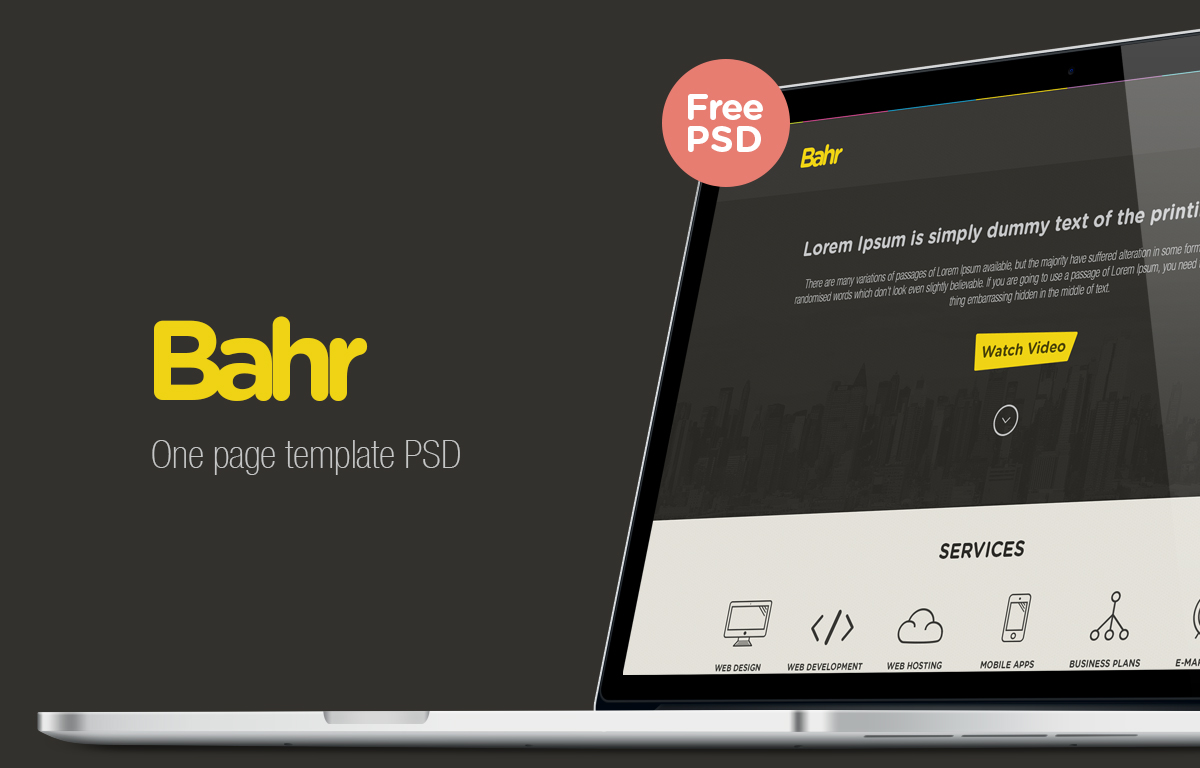 Free
PSD
Bahr
One page template PSD
Bahr
Lorem Ipsum is simply dummy text of the
There are many variations of passages of Lorem Ipsum available, but the majority have suffered alteration in some form
randomised words which don't look even slightly believable. If you are going to use a passage of Lorem Ipsum, you need
thing embarrassing hidden in the middle of text.
Watch Video
SERVICES
WEB DESIGN
WEB DEVELOPMENT
WEB HOSTING
MOBILE APPS
BUSINESS PLANS